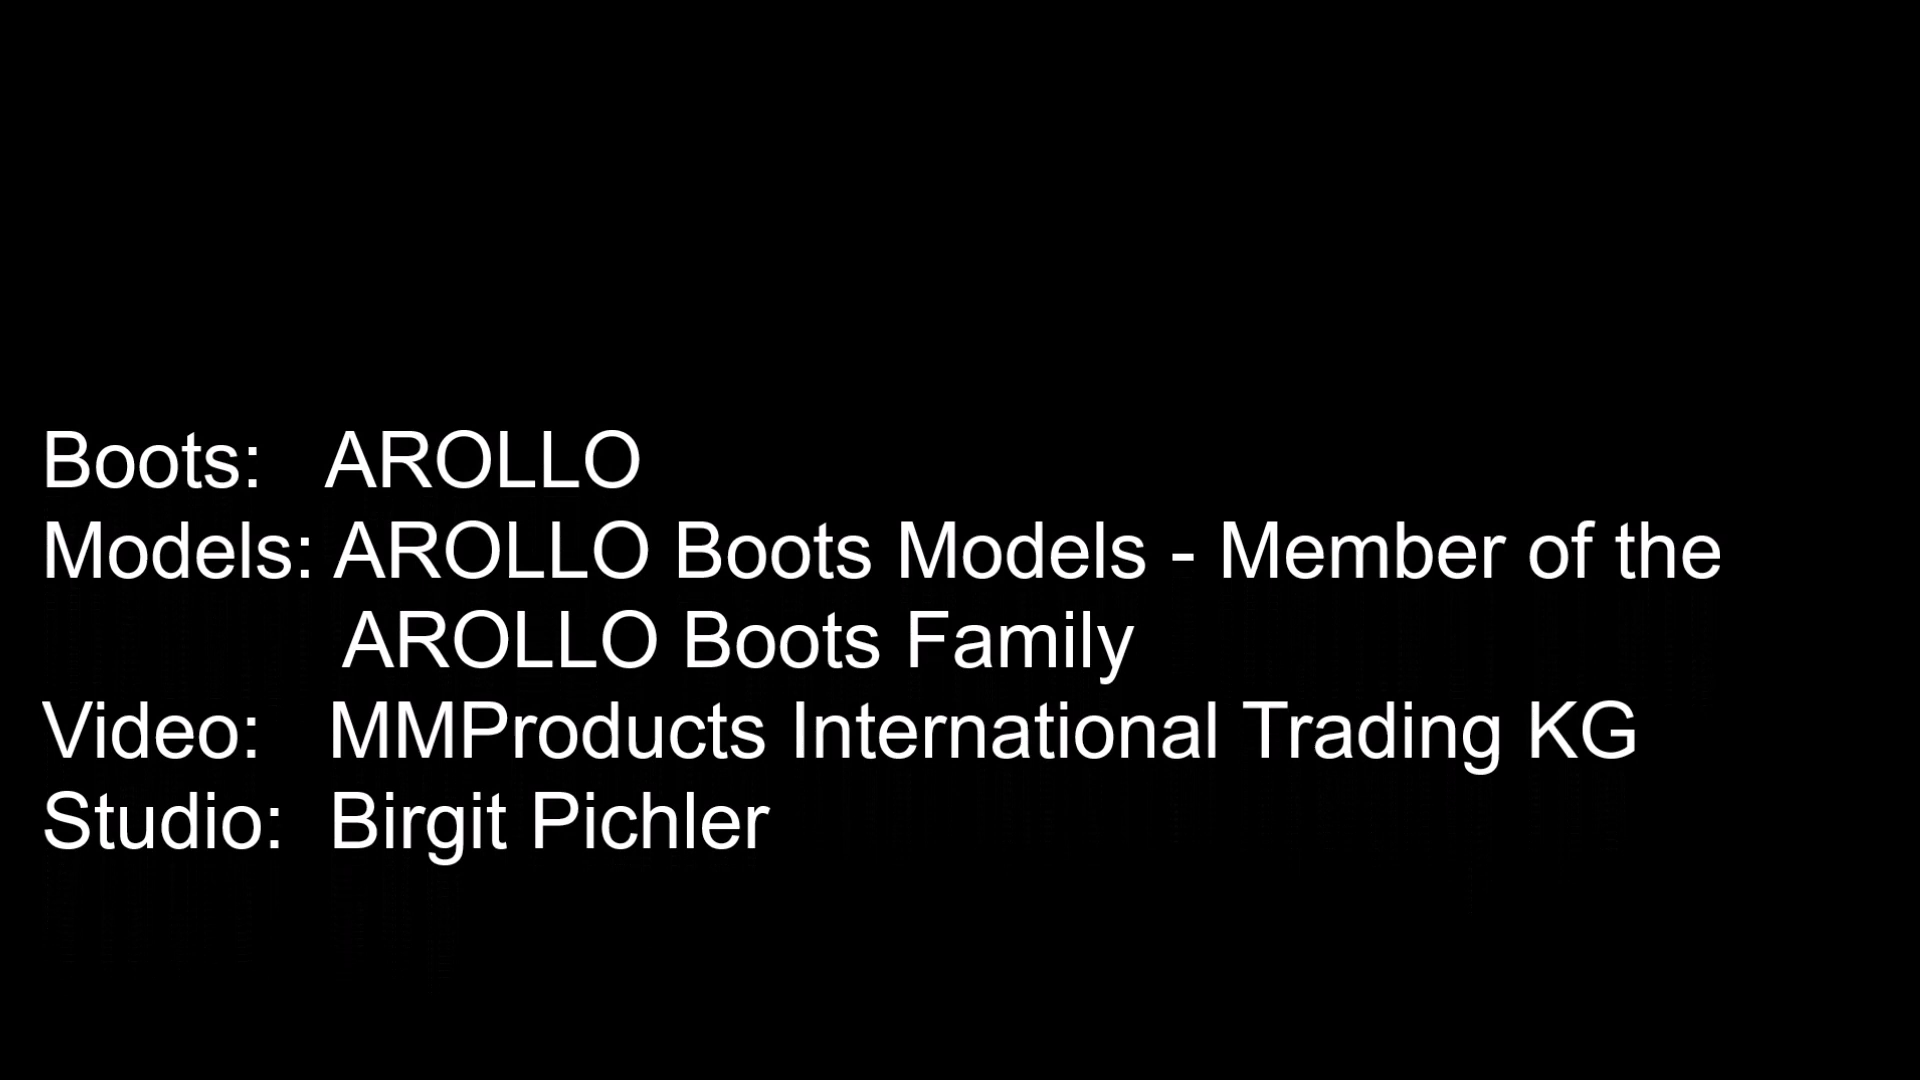 Boots: AROLLO
Models: AROLLO Boots Models - Member of the
AROLLO Boots Family
Video: MMProducts International Trading KG
Studio: Birgit Pichler